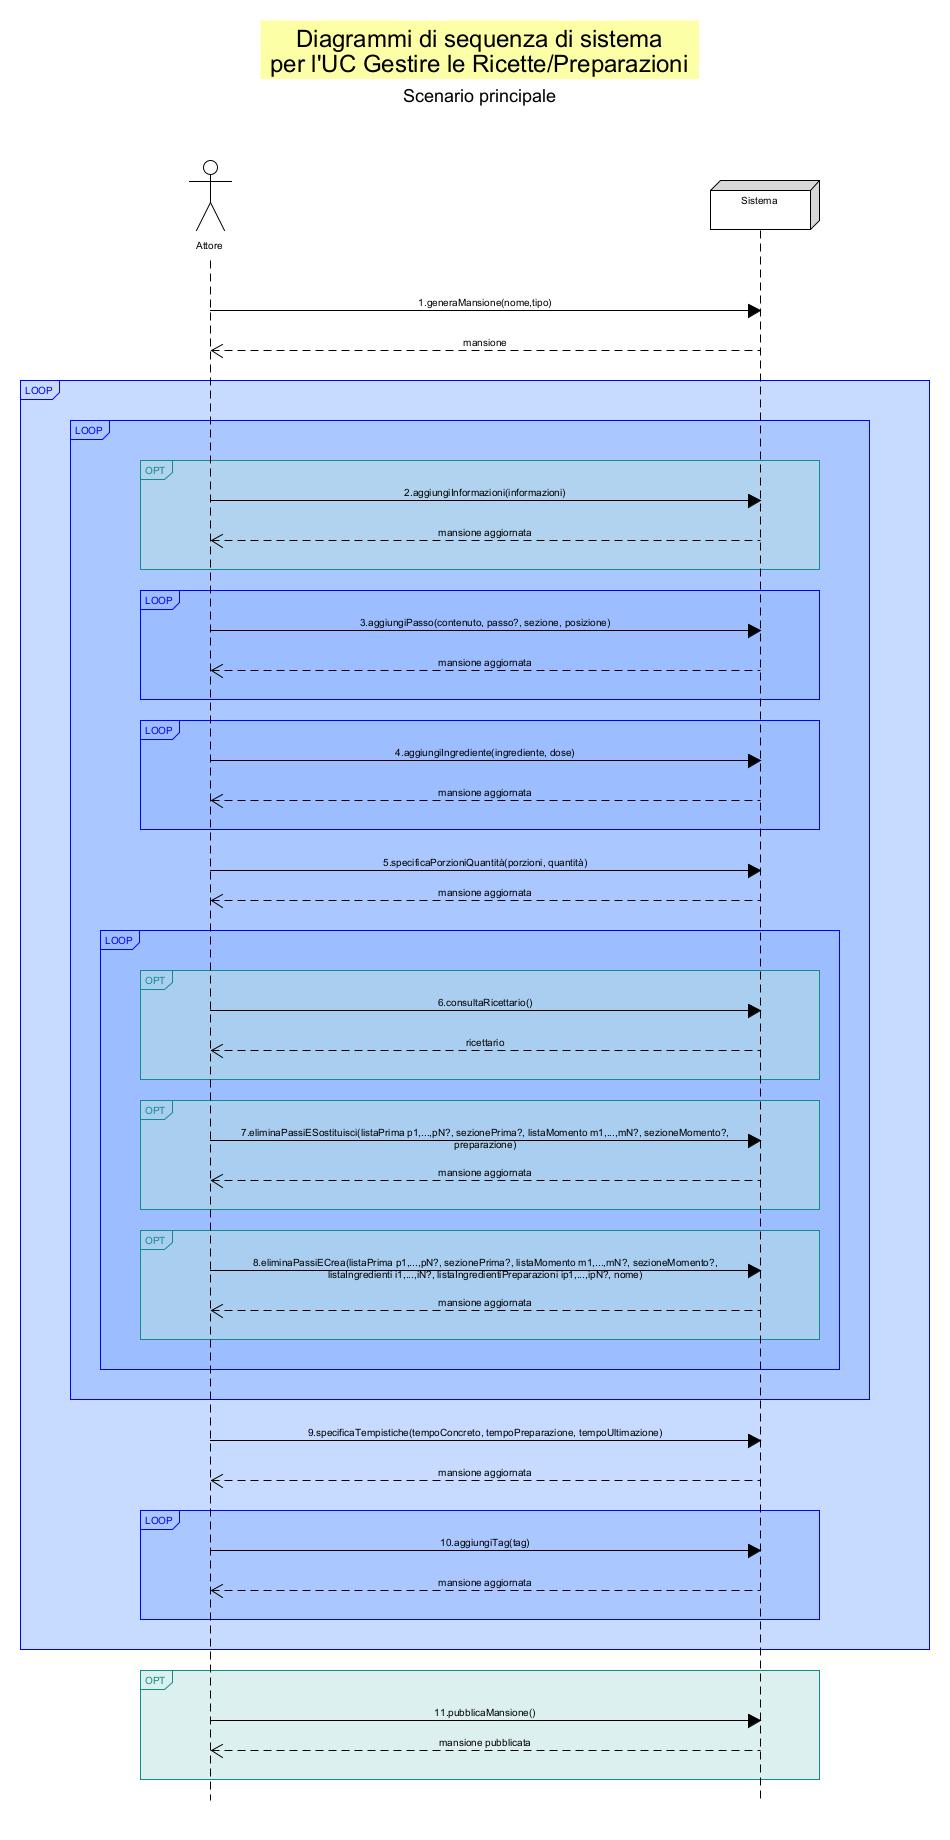 Diagrammi di sequenza di sistema
per l'UC Gestire le Ricette/Preparazioni
Scenario principale
Attore
Sistema
1.generaMansione(nome,tipo)
mansione
LOOP
LOOP
OPT
2.aggiungiInformazioni(informazioni)
mansione aggiornata
LOOP
3.aggiungiPasso(contenuto, passo?, sezione, posizione)
mansione aggiornata
LOOP
4.aggiungiIngrediente(ingrediente, dose)
mansione aggiornata
5.specificaPorzioniQuantità(porzioni, quantità)
mansione aggiornata
LOOP
OPT
6.consultaRicettario()
ricettario
OPT
7.eliminaPassiESostituisci(listaPrima p1,...,pN?, sezionePrima?, listaMomento m1,...,mN?, sezioneMomento?,
preparazione)
mansione aggiornata
OPT
8.eliminaPassiECrea(listaPrima p1,...,pN?, sezionePrima?, listaMomento m1,...,mN?, sezioneMomento?,
listaIngredienti i1,...,iN?, listaIngredientiPreparazioni ip1,...,ipN?, nome)
mansione aggiornata
9.specificaTempistiche(tempoConcreto, tempoPreparazione, tempoUltimazione)
mansione aggiornata
LOOP
10.aggiungiTag(tag)
mansione aggiornata
OPT
11.pubblicaMansione()
mansione pubblicata